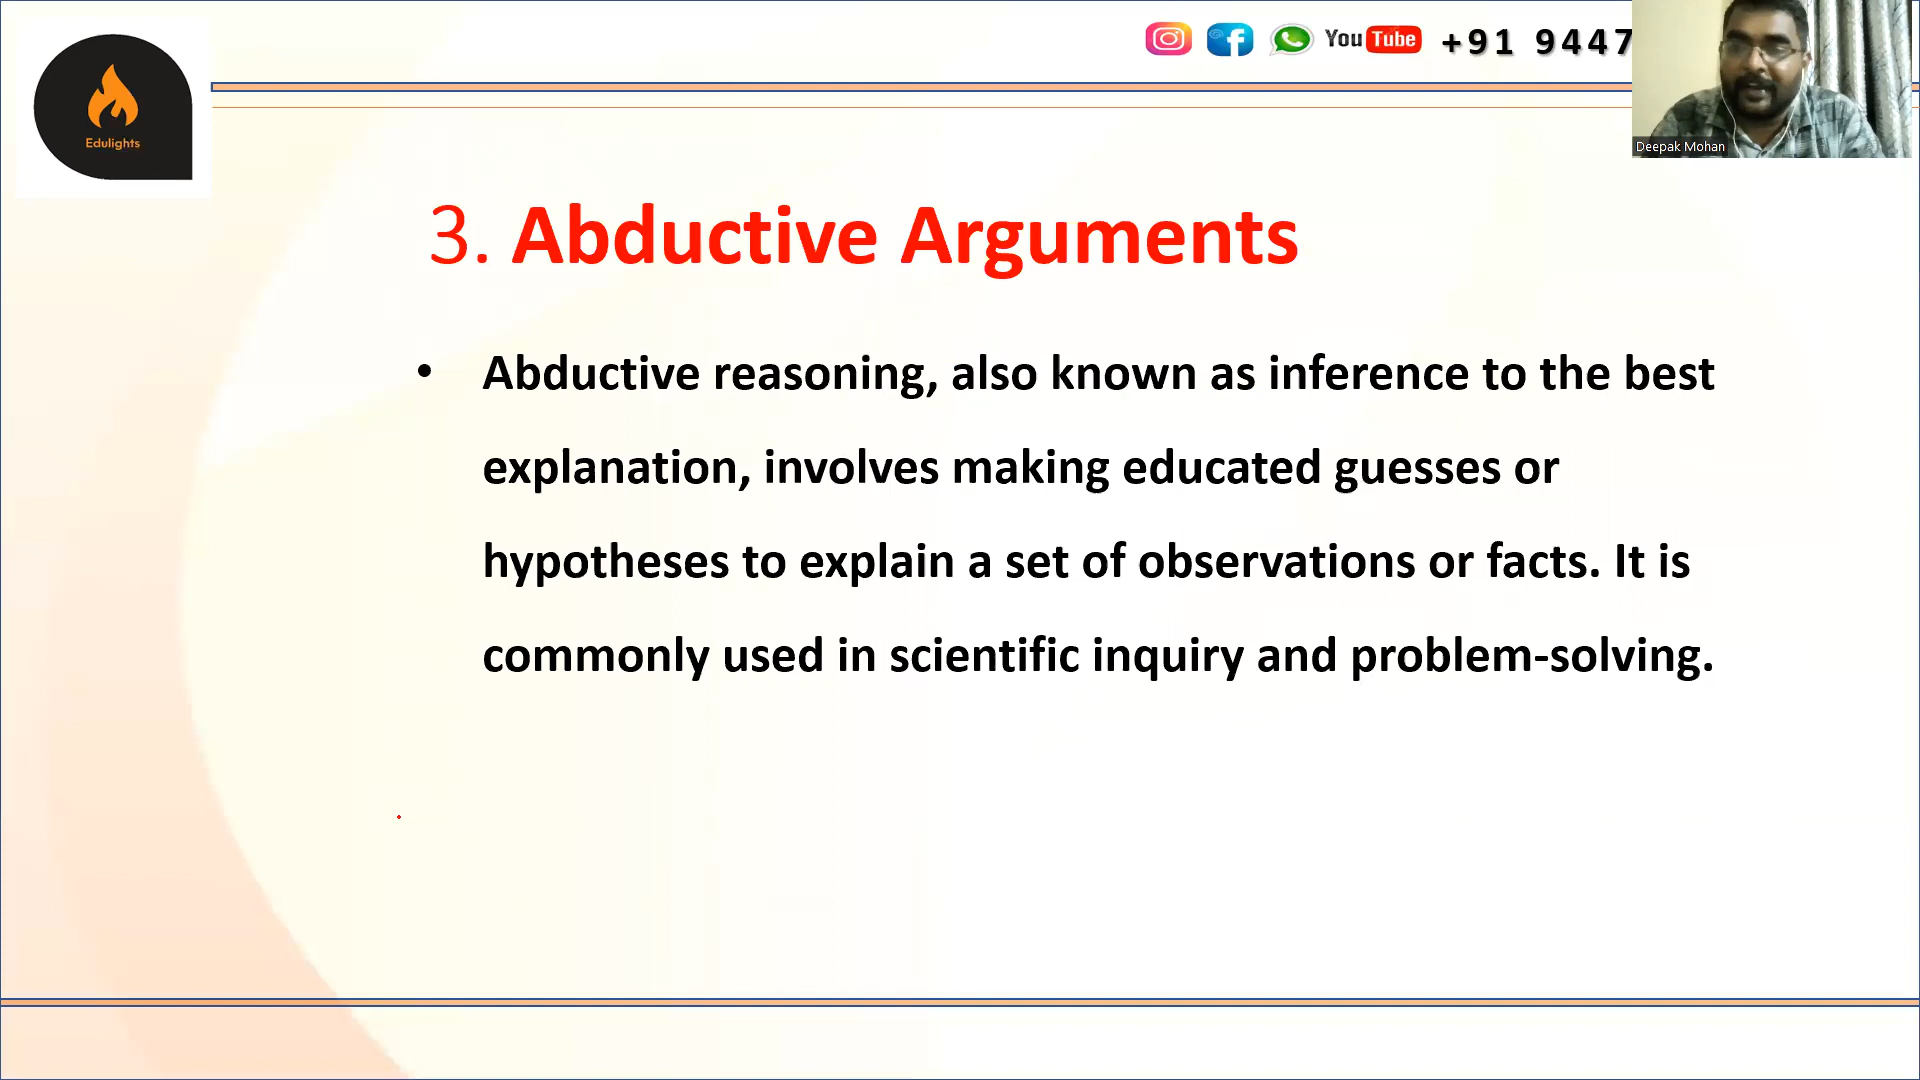 Edulights
You Tube +91 9447
Deepak Mohan
3. Abductive Arguments
• Abductive reasoning, also known as inference to the best
explanation, involves making educated guesses or
hypotheses to explain a set of observations or facts. It is
commonly used in scientific inquiry and problem-solving.